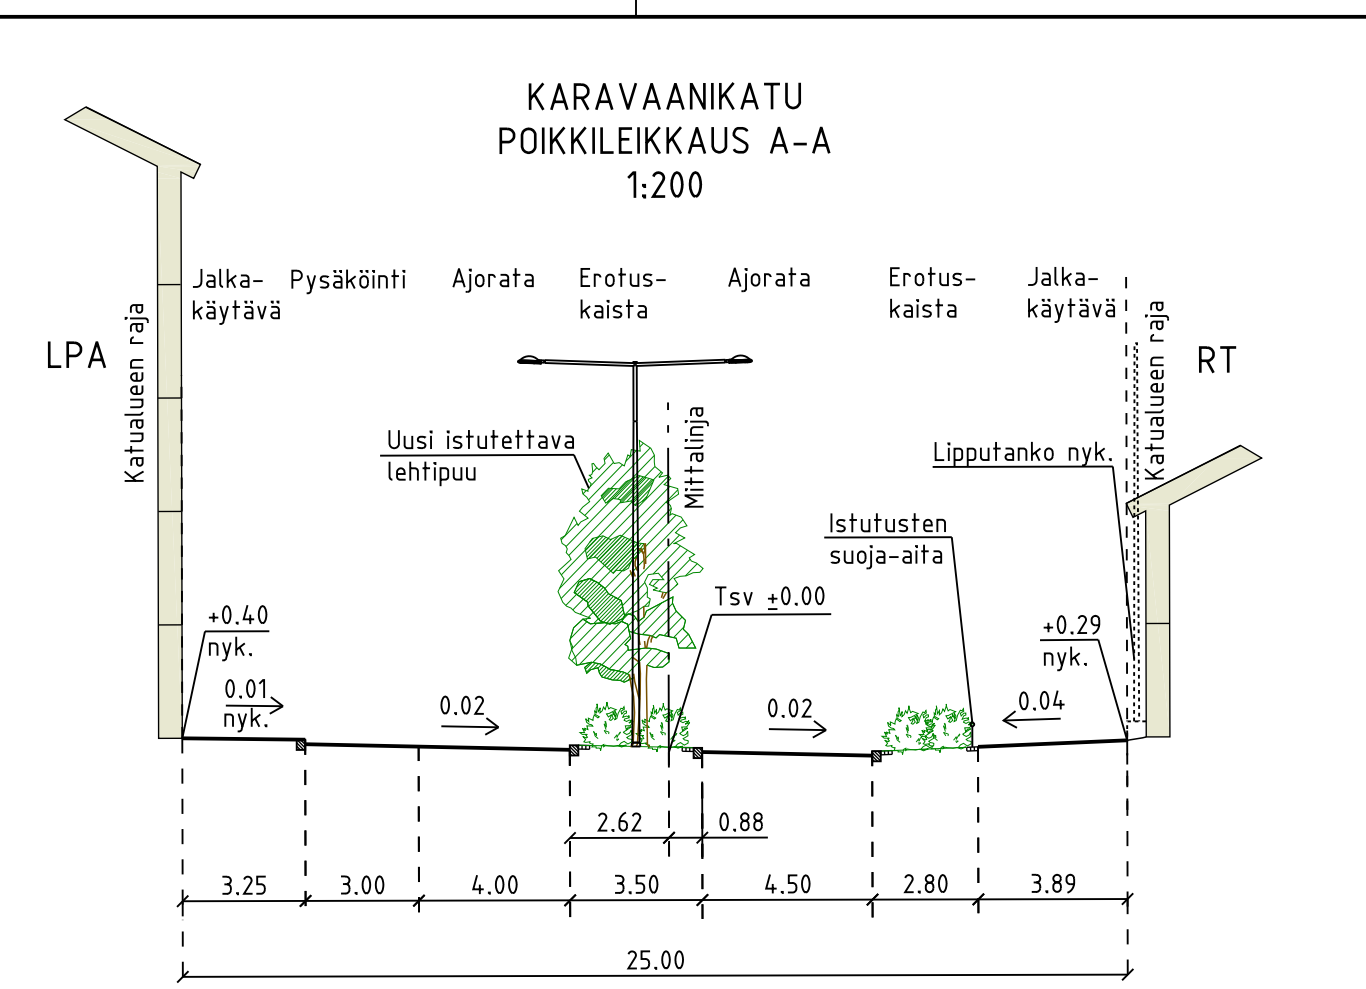 KARAVAANIKATU
POIKKILEIKKAUS A-A
1:200
Jalka-
käytävä
Pysäköinti
Ajorata
Erotus-
kaista
Ajorata
Erotus-
kaista
Jalka-
käytävä
LPA
Katualueen raja
Katualueen raja
RT
Uusi istutettava
lehtipuu
Mittalinja
Lipputanko nyk.
Istutusten
suoja-aita
Tsv ±0.00
+0.40
nyk.
+0.29
nyk.
0.01
nyk.
0.02
0.02
0.04
2.62
0.88
3.25
3.00
4.00
3.50
4.50
2.80
3.89
25.00